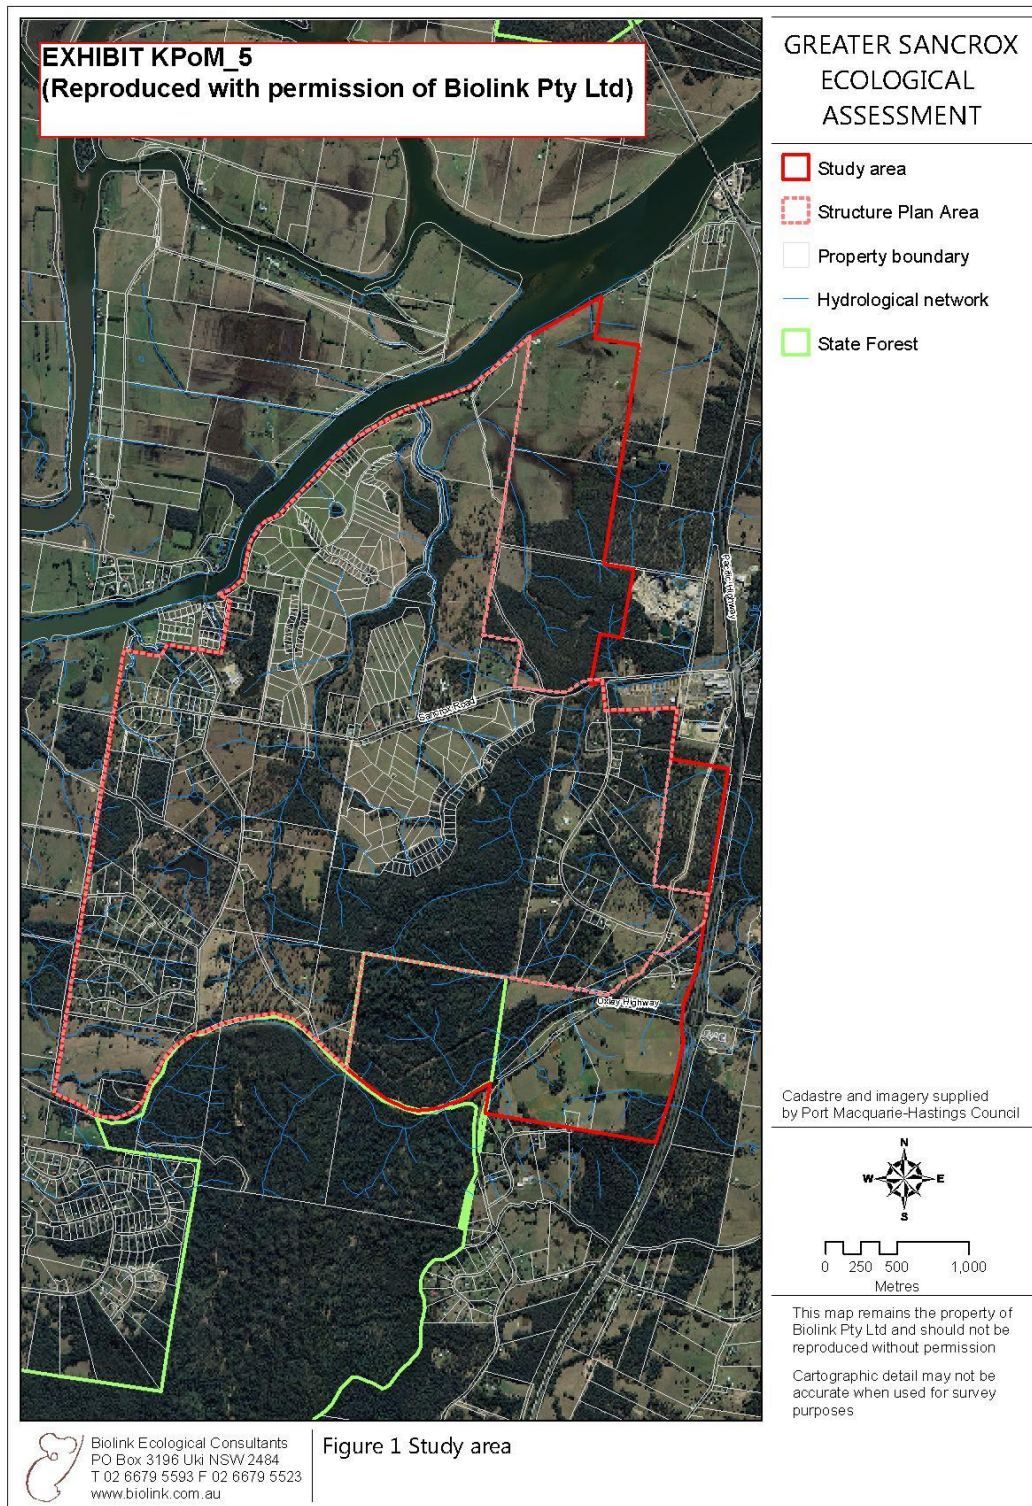 EXHIBIT KPoM_5
(Reproduced with permission of Biolink Pty Ltd)
GREATER SANCROX
ECOLOGICAL
ASSESSMENT
Study area
Structure Plan Area
Property boundary
Hydrological network
State Forest
Pacific Highway
Sancrox Road
Oxley Highway
Cadastre and imagery supplied
by Port Macquarie-Hastings Council
N
W E
S
0 250 500 1,000
Metres
This map remains the property of
Biolink Pty Ltd and should not be
reproduced without permission
Cartographic detail may not be
accurate when used for survey
purposes
Biolink Ecological Consultants
PO Box 3196 Uki NSW 2484
T 02 6679 5593 F 02 6679 5523
www.biolink.com.au
Figure 1 Study area